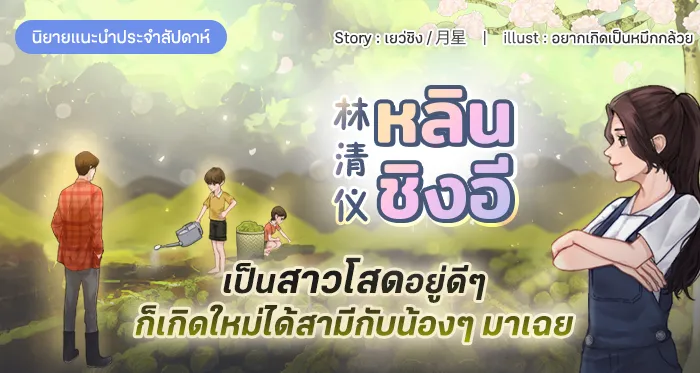 นิยายแนะนำประจำสัปดาห์
Story : เยว่ชิง / 月星 | illust : อยากเกิดเป็นหมีกกล้วย
林清仪
หลิน
ชิงอี
เป็นสาวโสดอยู่ดีๆ
ก็เกิดใหม่ได้สามีกับน้องๆ มาเฉย